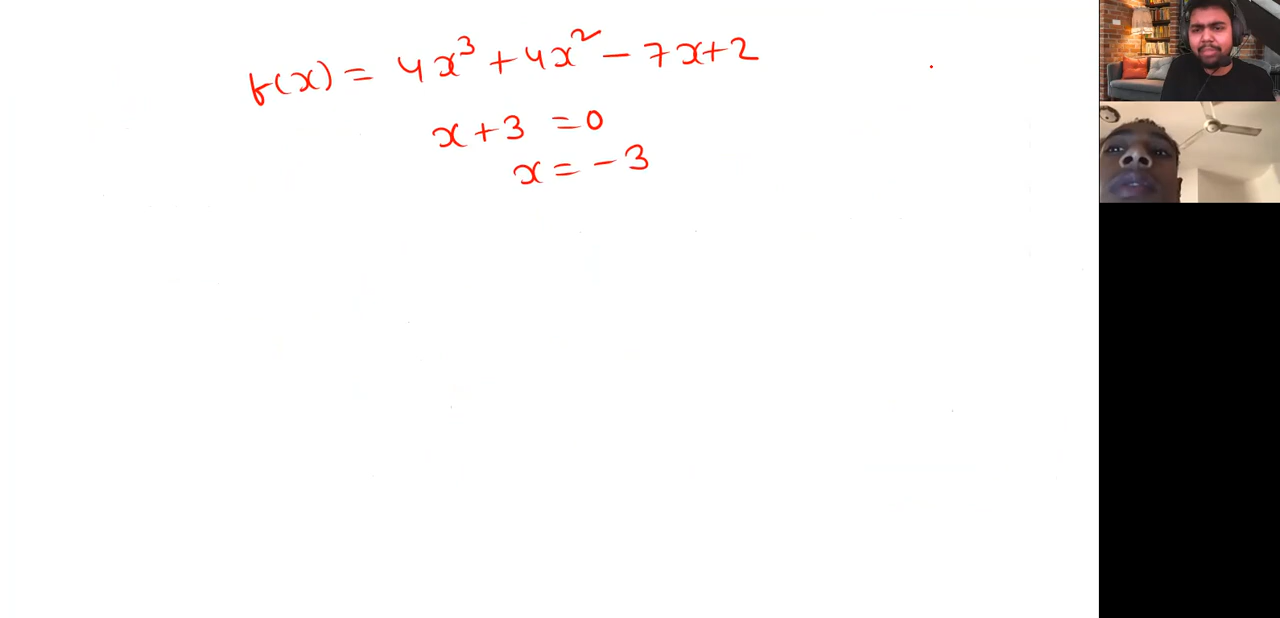 f(x) = 4x³ + 4x² - 7x + 2
x + 3 = 0
x = - 3